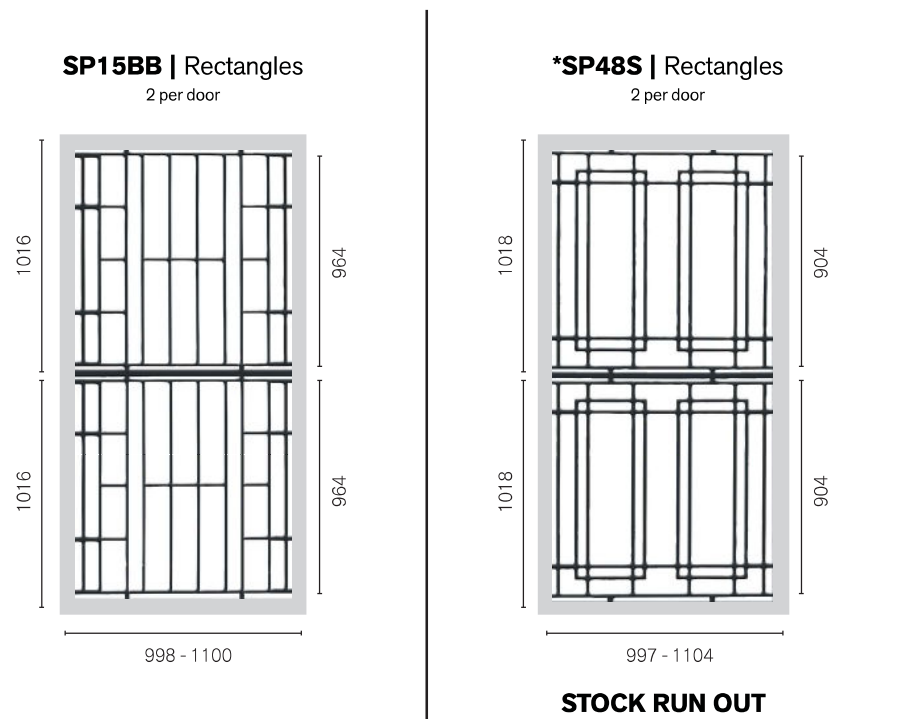 SP15BB | Rectangles
2 per door
1016
964
1016
964
998 - 1100
*SP48S | Rectangles
2 per door
1018
904
1018
904
997 - 1104
STOCK RUN OUT